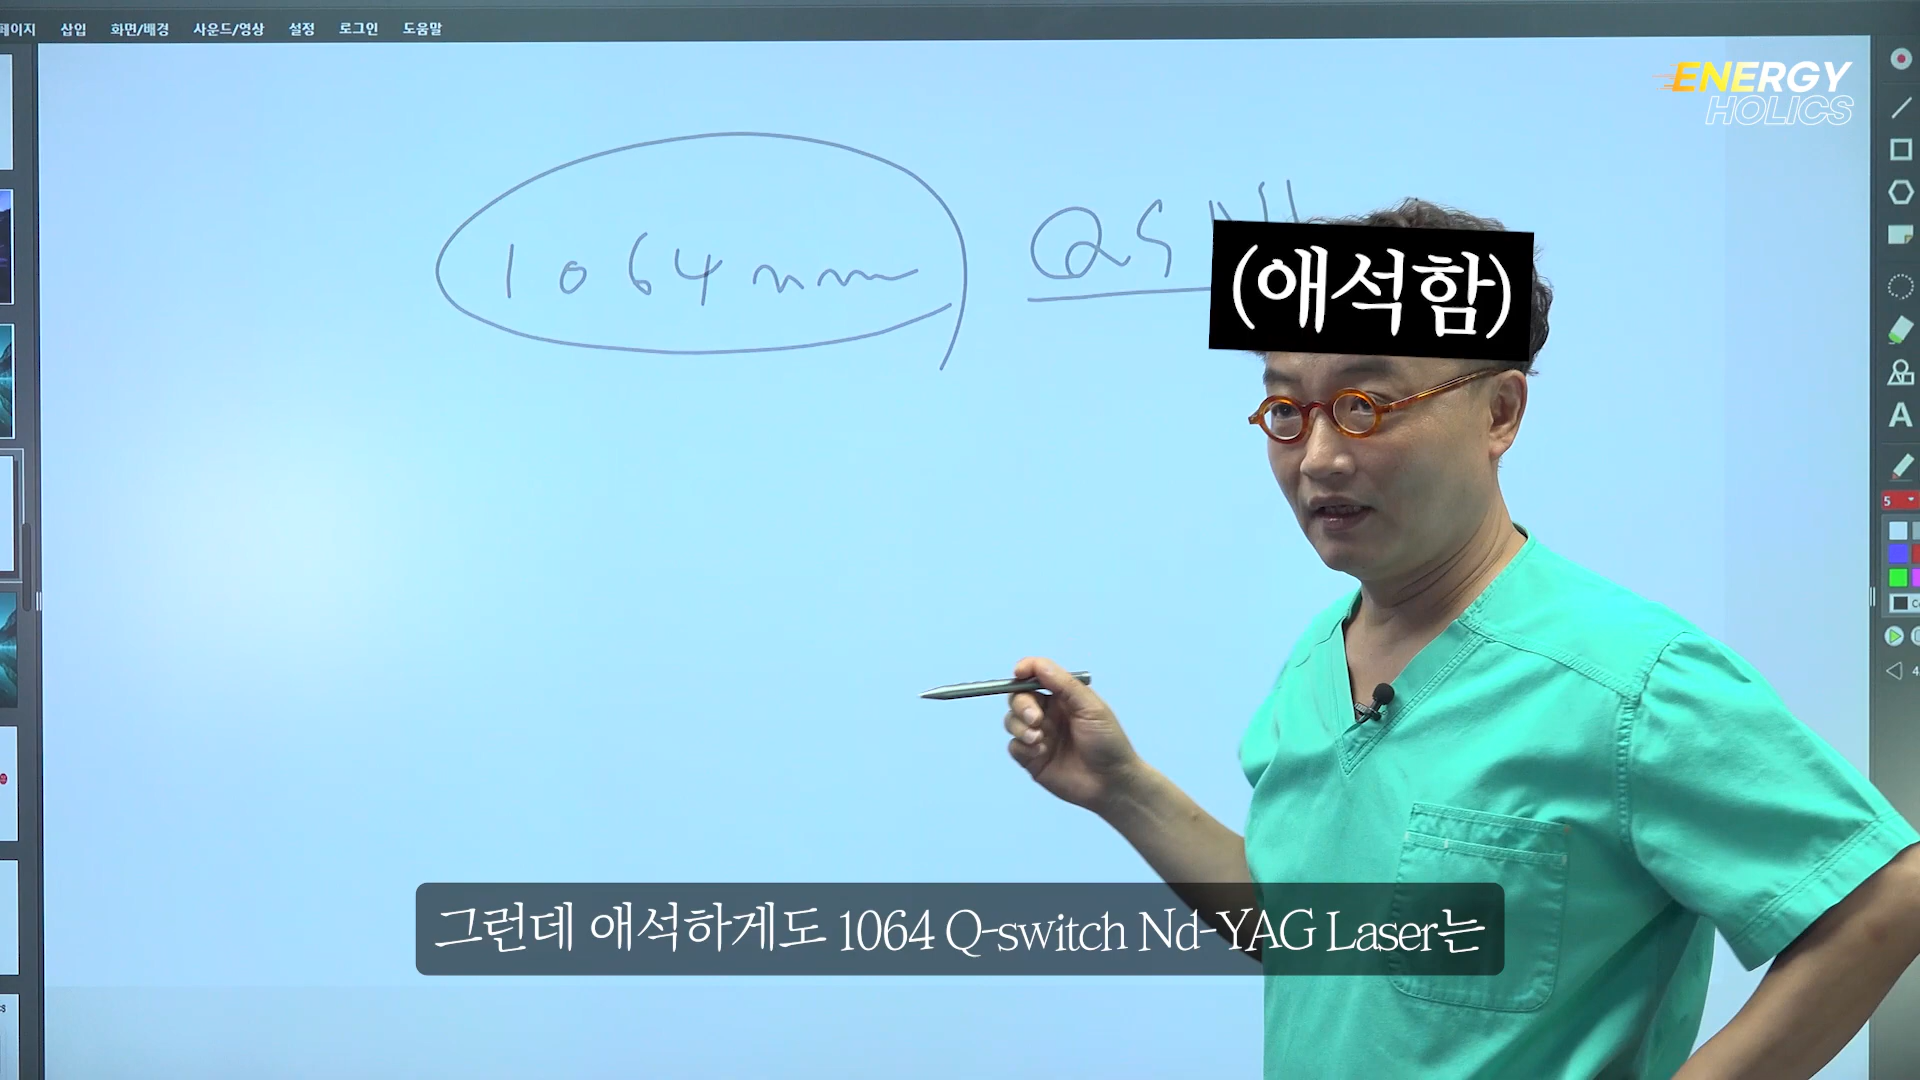 페이지 삽입 화면/배경 사운드/영상 설정 로그인 도움말
ENERGY
HOLICS
1064nm QS
(애석함)
A
5
그런데 애석하게도 1064 Q-switch Nd-YAG Laser는